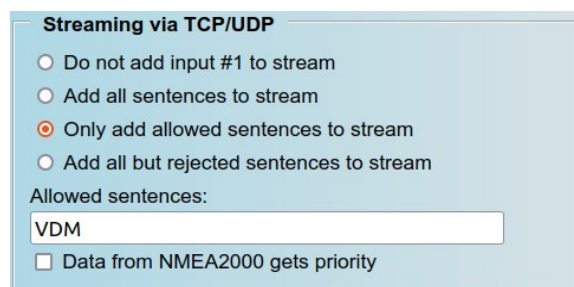 Streaming via TCP/UDP
Do not add input #1 to stream
Add all sentences to stream
Only add allowed sentences to stream
Add all but rejected sentences to stream
Allowed sentences:
VDM
Data from NMEA2000 gets priority